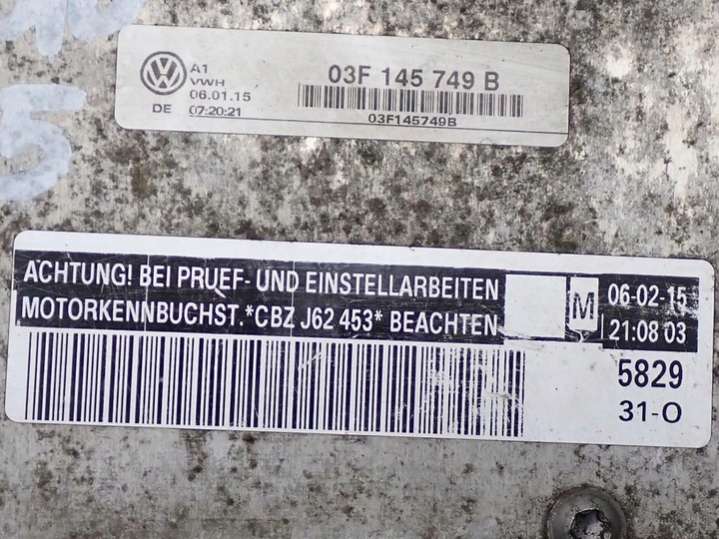 A1
VWH
06.01.15
DE 07:20:21
03F 145 749 B
03F145749B
5
ACHTUNG! BEI PRUEF- UND EINSTELLARBEITEN
MOTORKENNBUCHST. *CBZ J62 453* BEACHTEN
M
06-02-15
21:08 03
5829
31-O